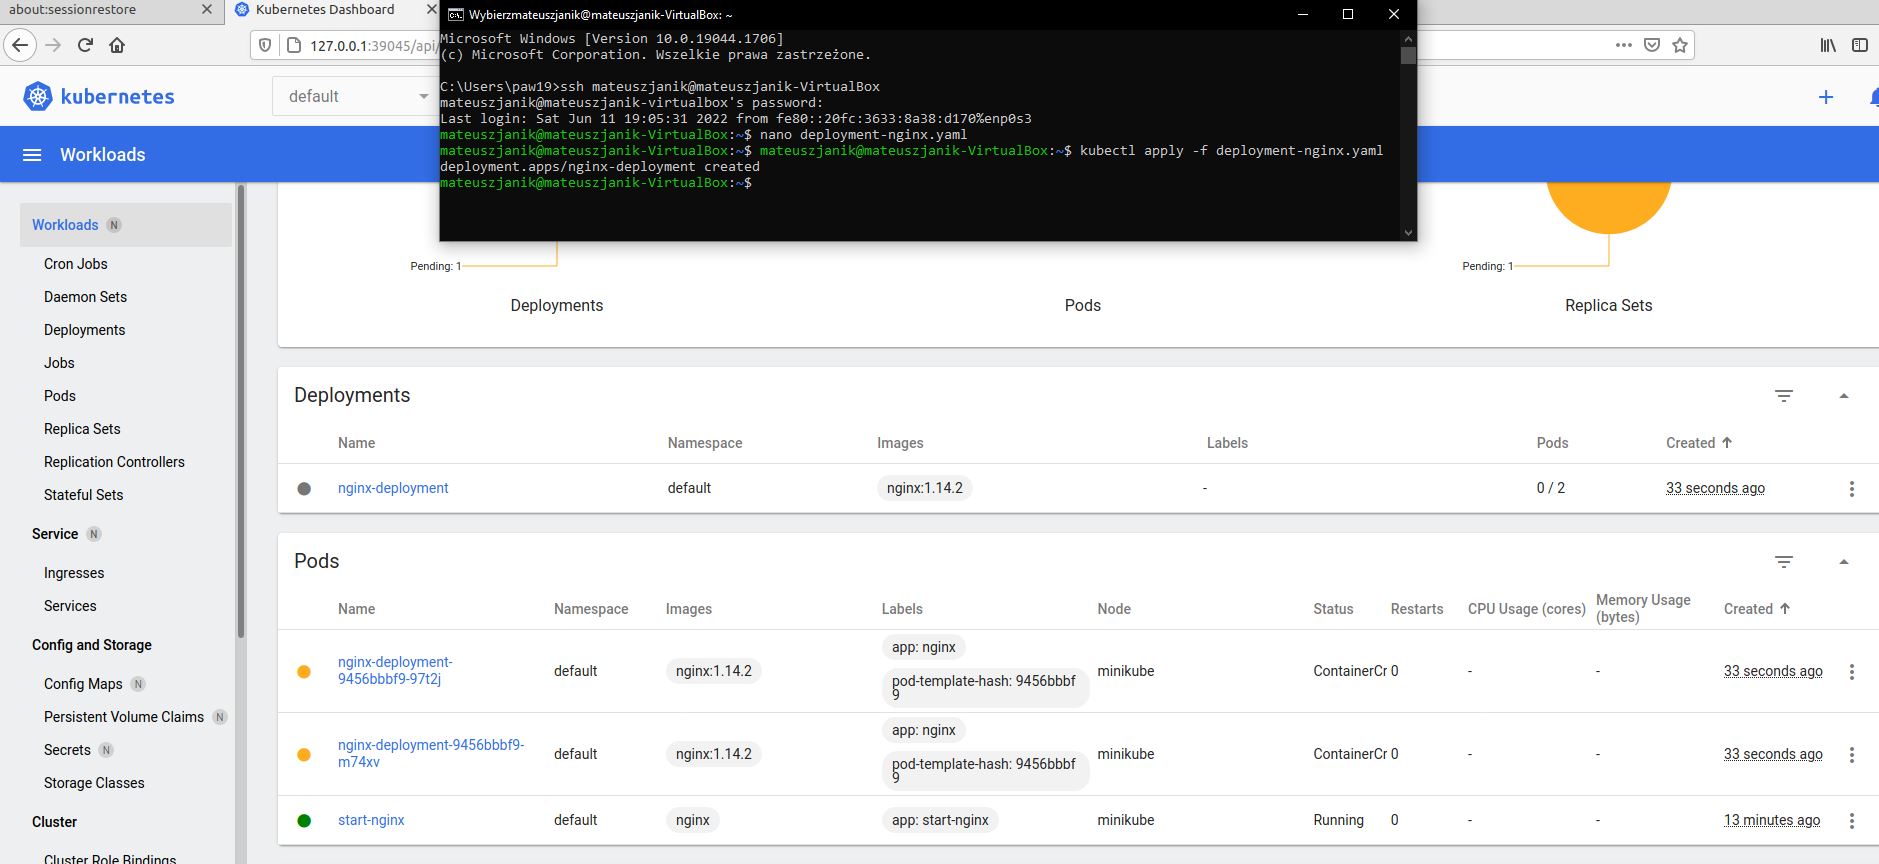 about:sessionrestore
Kubernetes Dashboard
Wybierzmateuszjanik@mateuszjanik-VirtualBox: ~
127.0.0.1:39045/api/
Microsoft Windows [Version 10.0.19044.1706]
(c) Microsoft Corporation. Wszelkie prawa zastrzeżone.
C:\Users\paw19>ssh mateuszjanik@mateuszjanik-VirtualBox
mateuszjanik@mateuszjanik-virtualbox's password:
Last login: Sat Jun 11 19:05:31 2022 from fe80::20fc:3633:8a38:d170%enp0s3
mateuszjanik@mateuszjanik-VirtualBox:~$ nano deployment-nginx.yaml
mateuszjanik@mateuszjanik-VirtualBox:~$ mateuszjanik@mateuszjanik-VirtualBox:~$ kubectl apply -f deployment-nginx.yaml
deployment.apps/nginx-deployment created
mateuszjanik@mateuszjanik-VirtualBox:~$
kubernetes
default
Workloads
Workloads N
Cron Jobs
Daemon Sets
Deployments
Jobs
Pods
Replica Sets
Replication Controllers
Stateful Sets
Service N
Ingresses
Services
Config and Storage
Config Maps N
Persistent Volume Claims N
Secrets N
Storage Classes
Cluster
Cluster Role Bindings
Pending: 1
Pending: 1
Deployments Pods Replica Sets
Deployments
Name Namespace Images Labels Pods Created
nginx-deployment default nginx:1.14.2 - 0 / 2 33 seconds ago
Pods
Name Namespace Images Labels Node Status Restarts CPU Usage (cores) Memory Usage (bytes) Created
nginx-deployment-
9456bbbf9-97t2j
default nginx:1.14.2
app: nginx
pod-template-hash: 9456bbbf
9
minikube ContainerCr 0 - - 33 seconds ago
nginx-deployment-9456bbbf9-
m74xv
default nginx:1.14.2
app: nginx
pod-template-hash: 9456bbbf
9
minikube ContainerCr 0 - - 33 seconds ago
start-nginx default nginx app: start-nginx minikube Running 0 - - 13 minutes ago